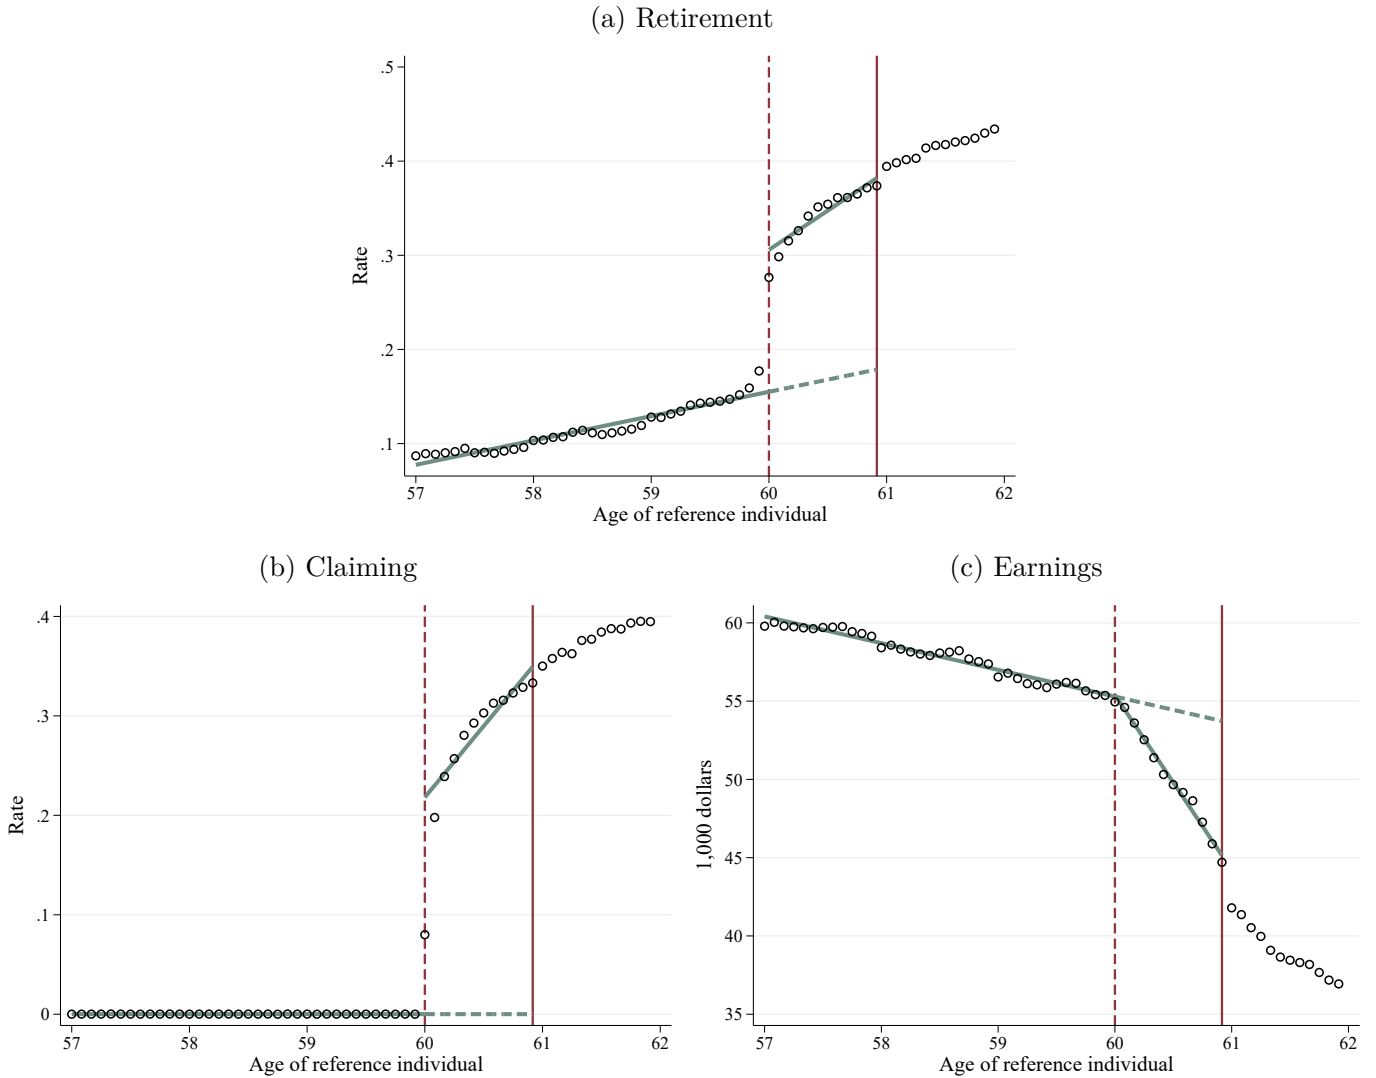 (a) Retirement
.5
.4
.3
.2
.1
Rate
57 58 59 60 61 62
Age of reference individual
(b) Claiming
.4
.3
.2
.1
0
Rate
57 58 59 60 61 62
Age of reference individual
(c) Earnings
60
55
50
45
40
35
1,000 dollars
57 58 59 60 61 62
Age of reference individual